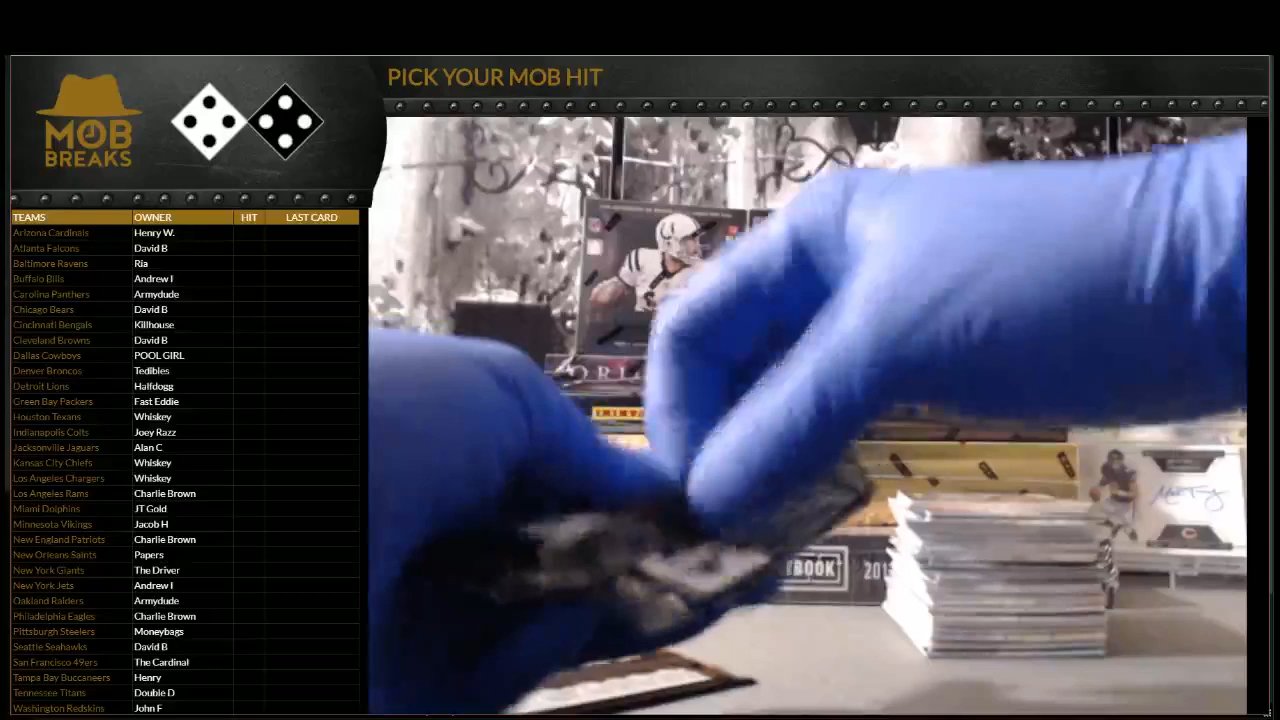 PICK YOUR MOB HIT
MOB
BREAKS
TEAMS OWNER HIT LAST CARD
Arizona Cardinals Henry W.
Atlanta Falcons David B
Baltimore Ravens Ria
Buffalo Bills Andrew I
Carolina Panthers Armydude
Chicago Bears David B
Cincinnati Bengals Killhouse
Cleveland Browns David B
Dallas Cowboys POOL GIRL
Denver Broncos Tedibles
Detroit Lions Halfdogg
Green Bay Packers Fast Eddie
Houston Texans Whiskey
Indianapolis Colts Joey Razz
Jacksonville Jaguars Alan C
Kansas City Chiefs Whiskey
Los Angeles Chargers Whiskey
Los Angeles Rams Charlie Brown
Miami Dolphins JT Gold
Minnesota Vikings Jacob H
New England Patriots Charlie Brown
New Orleans Saints Papers
New York Giants The Driver
New York Jets Andrew I
Oakland Raiders Armydude
Philadelphia Eagles Charlie Brown
Pittsburgh Steelers Moneybags
Seattle Seahawks David B
San Francisco 49ers The Cardinal
Tampa Bay Buccaneers Henry
Tennessee Titans Double D
Washington Redskins John F
BOOK 201